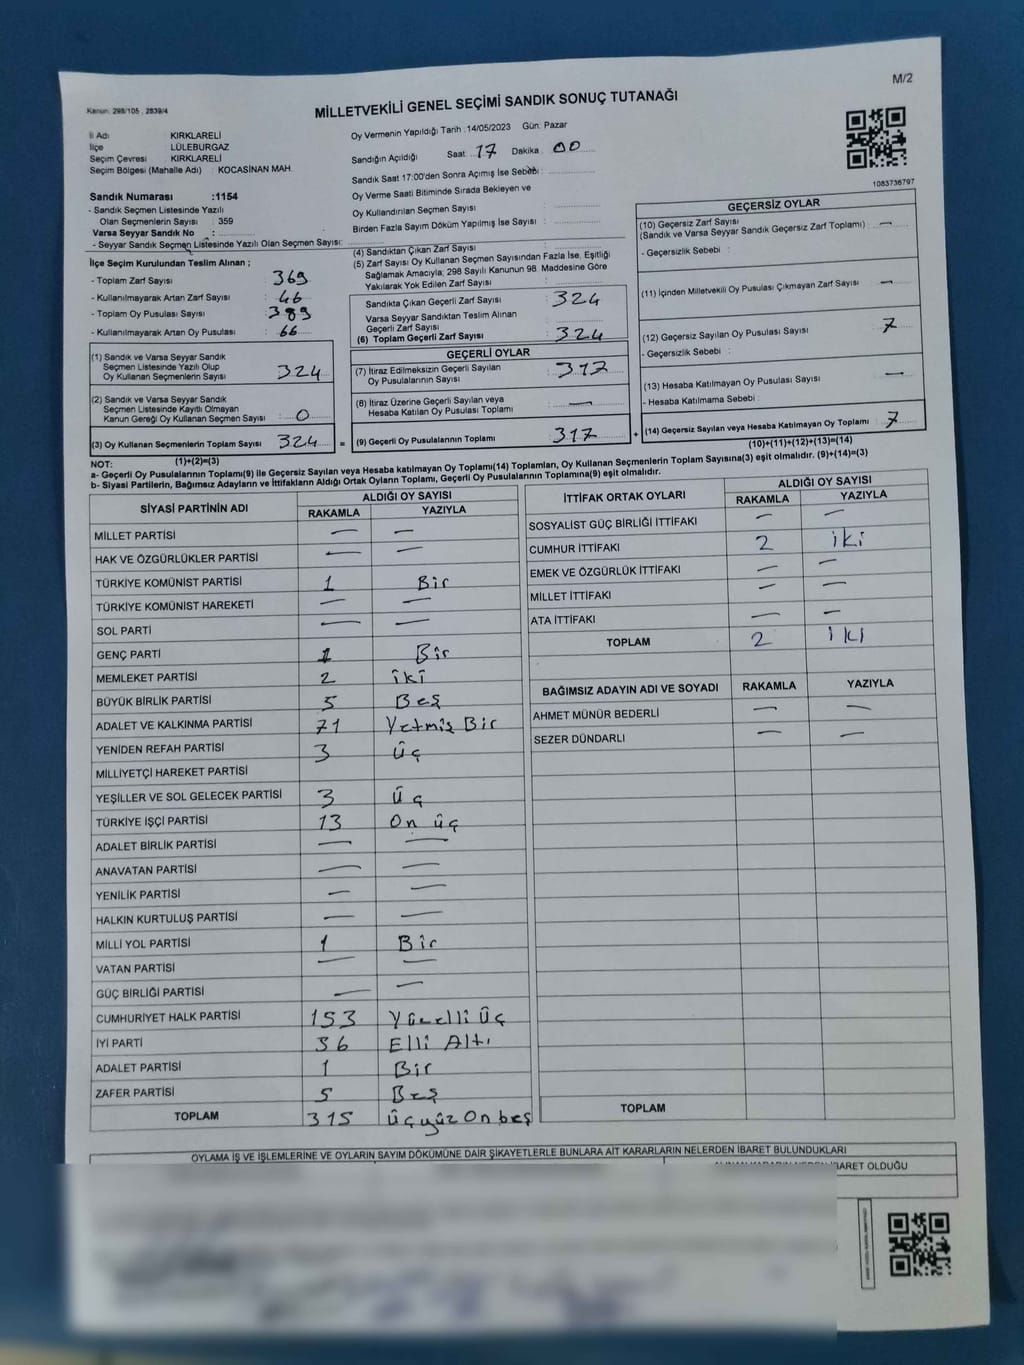 M/2
Kanun: 298/105 , 2839/4
MİLLETVEKİLİ GENEL SEÇİMİ SANDIK SONUÇ TUTANAĞI
İl Adı KIRKLARELİ
İlçe LÜLEBURGAZ
Seçim Çevresi KIRKLARELİ
Seçim Bölgesi (Mahalle Adı) : KOCASİNAN MAH.
Sandık Numarası :1154
- Sandık Seçmen Listesinde Yazılı
Olan Seçmenlerin Sayısı : 359
Varsa Seyyar Sandık No :
- Seyyar Sandık Seçmen Listesinde Yazılı Olan Seçmen Sayısı:
İlçe Seçim Kurulundan Teslim Alınan ;
- Toplam Zarf Sayısı : 369
- Kullanılmayarak Artan Zarf Sayısı : 46
- Toplam Oy Pusulası Sayısı : 389
- Kullanılmayarak Artan Oy Pusulası : 66
(1) Sandık ve Varsa Seyyar Sandık
Seçmen Listesinde Yazılı Olup
Oy Kullanan Seçmenlerin Sayısı 324
(2) Sandık ve Varsa Seyyar Sandık
Seçmen Listesinde Kayıtlı Olmayan
Kanun Gereği Oy Kullanan Seçmen Sayısı : 0
(3) Oy Kullanan Seçmenlerin Toplam Sayısı 324 =
(1)+(2)=(3)
Oy Vermenin Yapıldığı Tarih :14/05/2023 Gün: Pazar
Sandığın Açıldığı Saat 17 Dakika 00
Sandık Saat 17:00'den Sonra Açımış İse Sebebi:
Oy Verme Saati Bitiminde Sırada Bekleyen ve
Oy Kullandırılan Seçmen Sayısı :
Birden Fazla Sayım Döküm Yapılmış İse Sayısı :
(4) Sandıktan Çıkan Zarf Sayısı :
(5) Zarf Sayısı Oy Kullanan Seçmen Sayısından Fazla İse, Eşitliği
Sağlamak Amacıyla; 298 Sayılı Kanunun 98. Maddesine Göre
Yakılarak Yok Edilen Zarf Sayısı :
Sandıkta Çıkan Geçerli Zarf Sayısı : 324
Varsa Seyyar Sandıktan Teslim Alınan
Geçerli Zarf Sayısı :
(6) Toplam Geçerli Zarf Sayısı : 324
GEÇERLİ OYLAR
(7) İtiraz Edilmeksizin Geçerli Sayılan
Oy Pusulalarının Sayısı : 317
(8) İtiraz Üzerine Geçerli Sayılan veya
Hesaba Katılan Oy Pusulası Toplamı : —
(9) Geçerli Oy Pusulalarının Toplamı : 317 +
1083736797
GEÇERSİZ OYLAR
(10) Geçersiz Zarf Sayısı
(Sandık ve Varsa Seyyar Sandık Geçersiz Zarf Toplamı) : —
- Geçersizlik Sebebi :
(11) İçinden Milletvekili Oy Pusulası Çıkmayan Zarf Sayısı : —
(12) Geçersiz Sayılan Oy Pusulası Sayısı : 7
- Geçersizlik Sebebi :
(13) Hesaba Katılmayan Oy Pusulası Sayısı : —
- Hesaba Katılmama Sebebi :
(14) Geçersiz Sayılan veya Hesaba Katılmayan Oy Toplamı : 7
(10)+(11)+(12)+(13)=(14)
NOT:
a- Geçerli Oy Pusulalarının Toplamı(9) ile Geçersiz Sayılan veya Hesaba katılmayan Oy Toplamı(14) Toplamları, Oy Kullanan Seçmenlerin Toplam Sayısına(3) eşit olmalıdır. (9)+(14)=(3)
b- Siyasi Partilerin, Bağımsız Adayların ve İttifakların Aldığı Ortak Oyların Toplamı, Geçerli Oy Pusulalarının Toplamına(9) eşit olmalıdır.
SİYASİ PARTİNİN ADI ALDIĞI OY SAYISI
RAKAMLA YAZIYLA
MİLLET PARTİSİ — —
HAK VE ÖZGÜRLÜKLER PARTİSİ — —
TÜRKİYE KOMÜNİST PARTİSİ 1 Bir
TÜRKİYE KOMÜNİST HAREKETİ — —
SOL PARTİ — —
GENÇ PARTİ 1 Bir
MEMLEKET PARTİSİ 2 iki
BÜYÜK BİRLİK PARTİSİ 5 Beş
ADALET VE KALKINMA PARTİSİ 71 Yetmiş Bir
YENİDEN REFAH PARTİSİ 3 üç
MİLLİYETÇİ HAREKET PARTİSİ
YEŞİLLER VE SOL GELECEK PARTİSİ 3 üç
TÜRKİYE İŞÇİ PARTİSİ 13 On üç
ADALET BİRLİK PARTİSİ — —
ANAVATAN PARTİSİ — —
YENİLİK PARTİSİ — —
HALKIN KURTULUŞ PARTİSİ — —
MİLLİ YOL PARTİSİ 1 Bir
VATAN PARTİSİ — —
GÜÇ BİRLİĞİ PARTİSİ — —
CUMHURİYET HALK PARTİSİ 153 Yüzelli Üç
İYİ PARTİ 56 Elli Altı
ADALET PARTİSİ 1 Bir
ZAFER PARTİSİ 5 Beş
TOPLAM 315 üçyüz On beş
İTTİFAK ORTAK OYLARI ALDIĞI OY SAYISI
RAKAMLA YAZIYLA
SOSYALİST GÜÇ BİRLİĞİ İTTİFAKI — —
CUMHUR İTTİFAKI 2 iki
EMEK VE ÖZGÜRLÜK İTTİFAKI — —
MİLLET İTTİFAKI — —
ATA İTTİFAKI — —
TOPLAM 2 iki
BAĞIMSIZ ADAYIN ADI VE SOYADI RAKAMLA YAZIYLA
AHMET MÜNÜR BEDERLİ — —
SEZER DÜNDARLI — —
TOPLAM
OYLAMA İŞ VE İŞLEMLERİNE VE OYLARIN SAYIM DÖKÜMÜNE DAİR ŞİKAYETLERLE BUNLARA AİT KARARLARIN NELERDEN İBARET BULUNDUKLARI
İBARET OLDUĞU